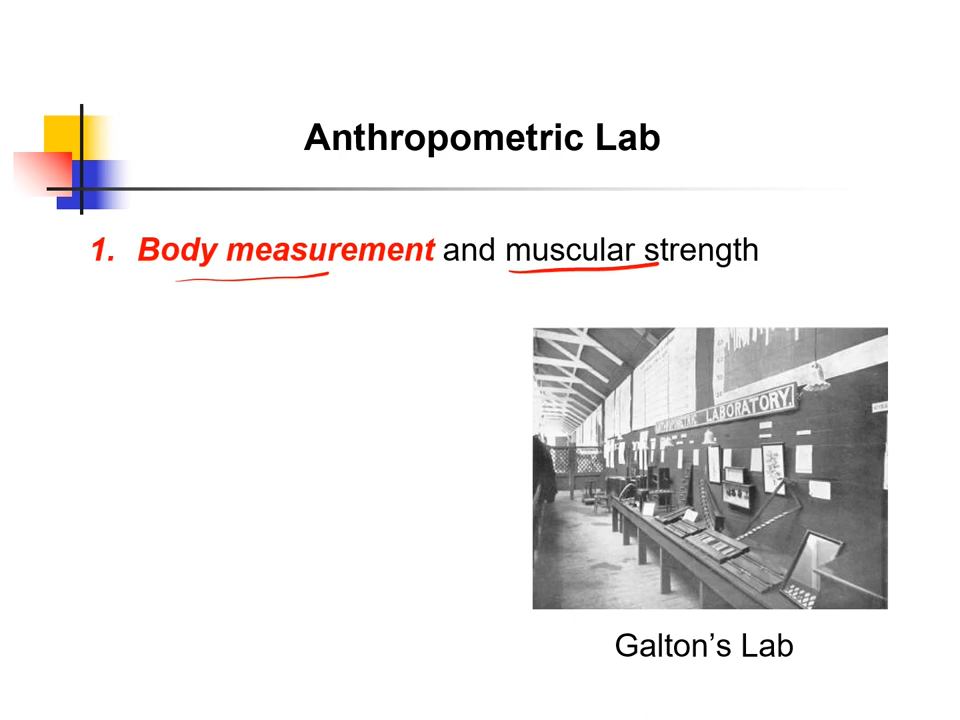 Anthropometric Lab
1. Body measurement and muscular strength
LABORATORY.
Galton’s Lab